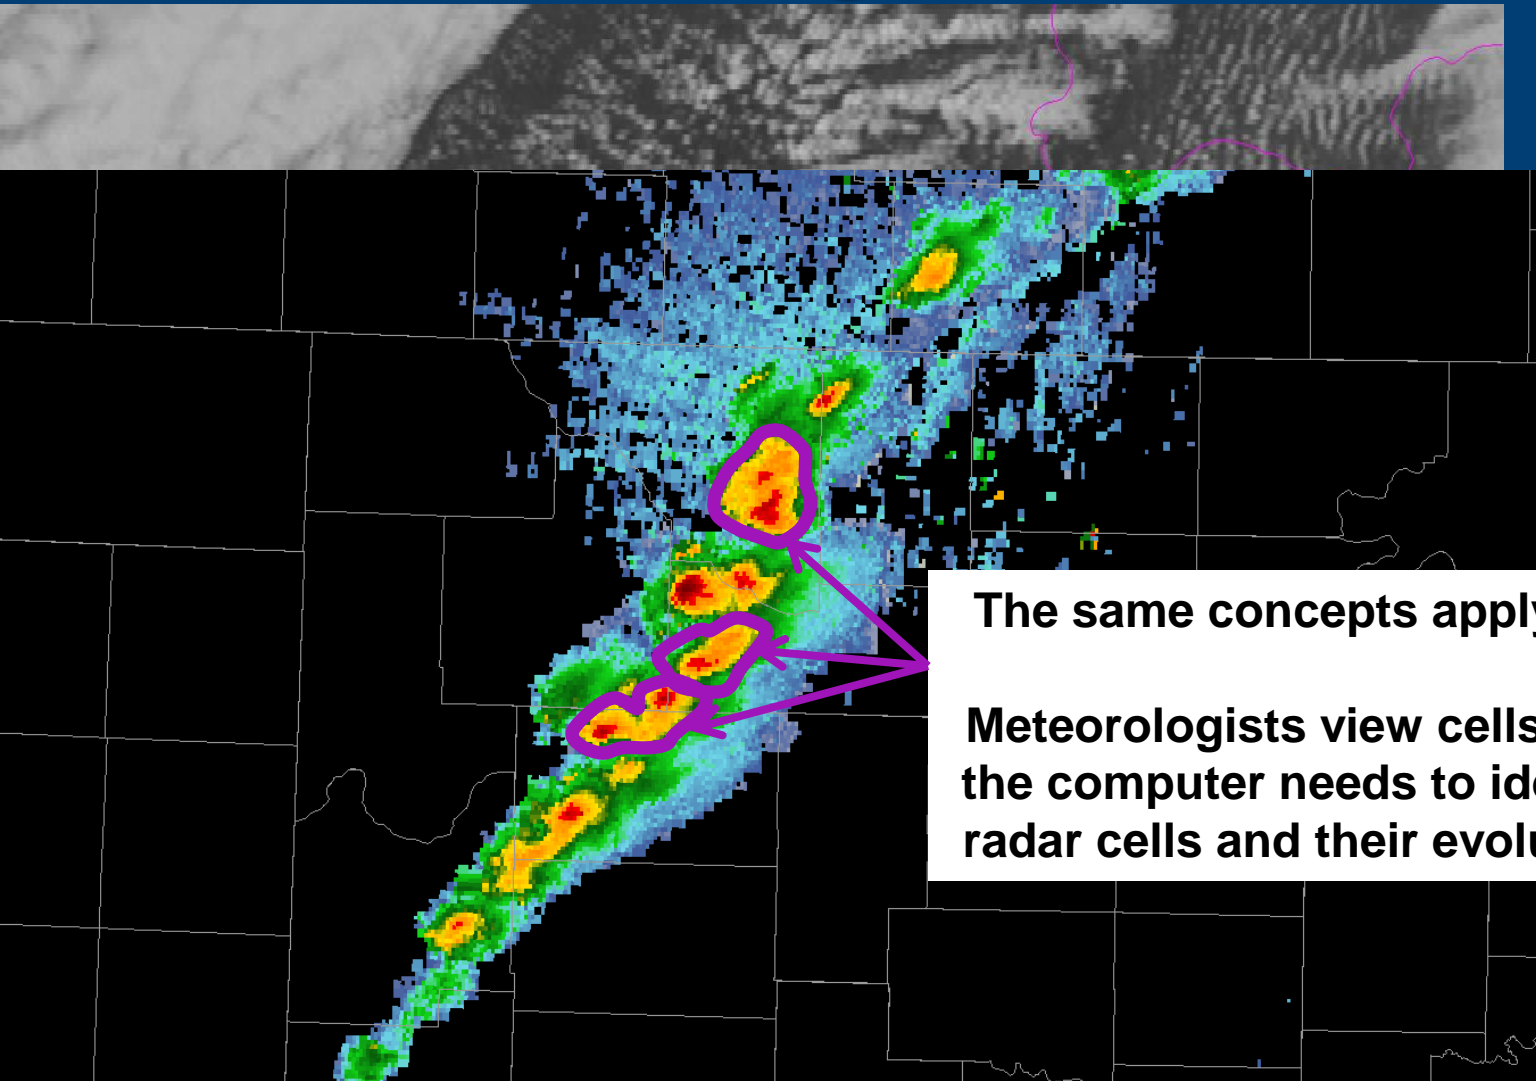 The same concepts apply
Meteorologists view cells
the computer needs to
radar cells and their